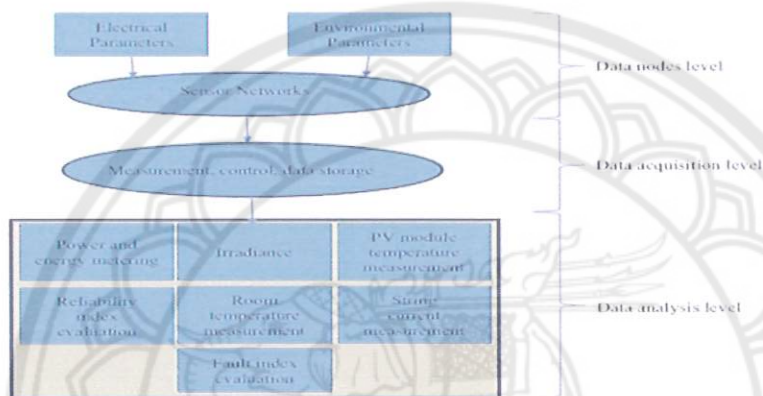 Electrical
Parameters
Environmental
Parameters
Data nodes level
Sensor Networks
Measurement, control, data storage
Data acquisition level
Power and
energy metering
Irradiance
PV module
temperature
measurement
Reliability
index
evaluation
Room
temperature
measurement
String
current
measurement
Data analysis level
Fault index
evaluation